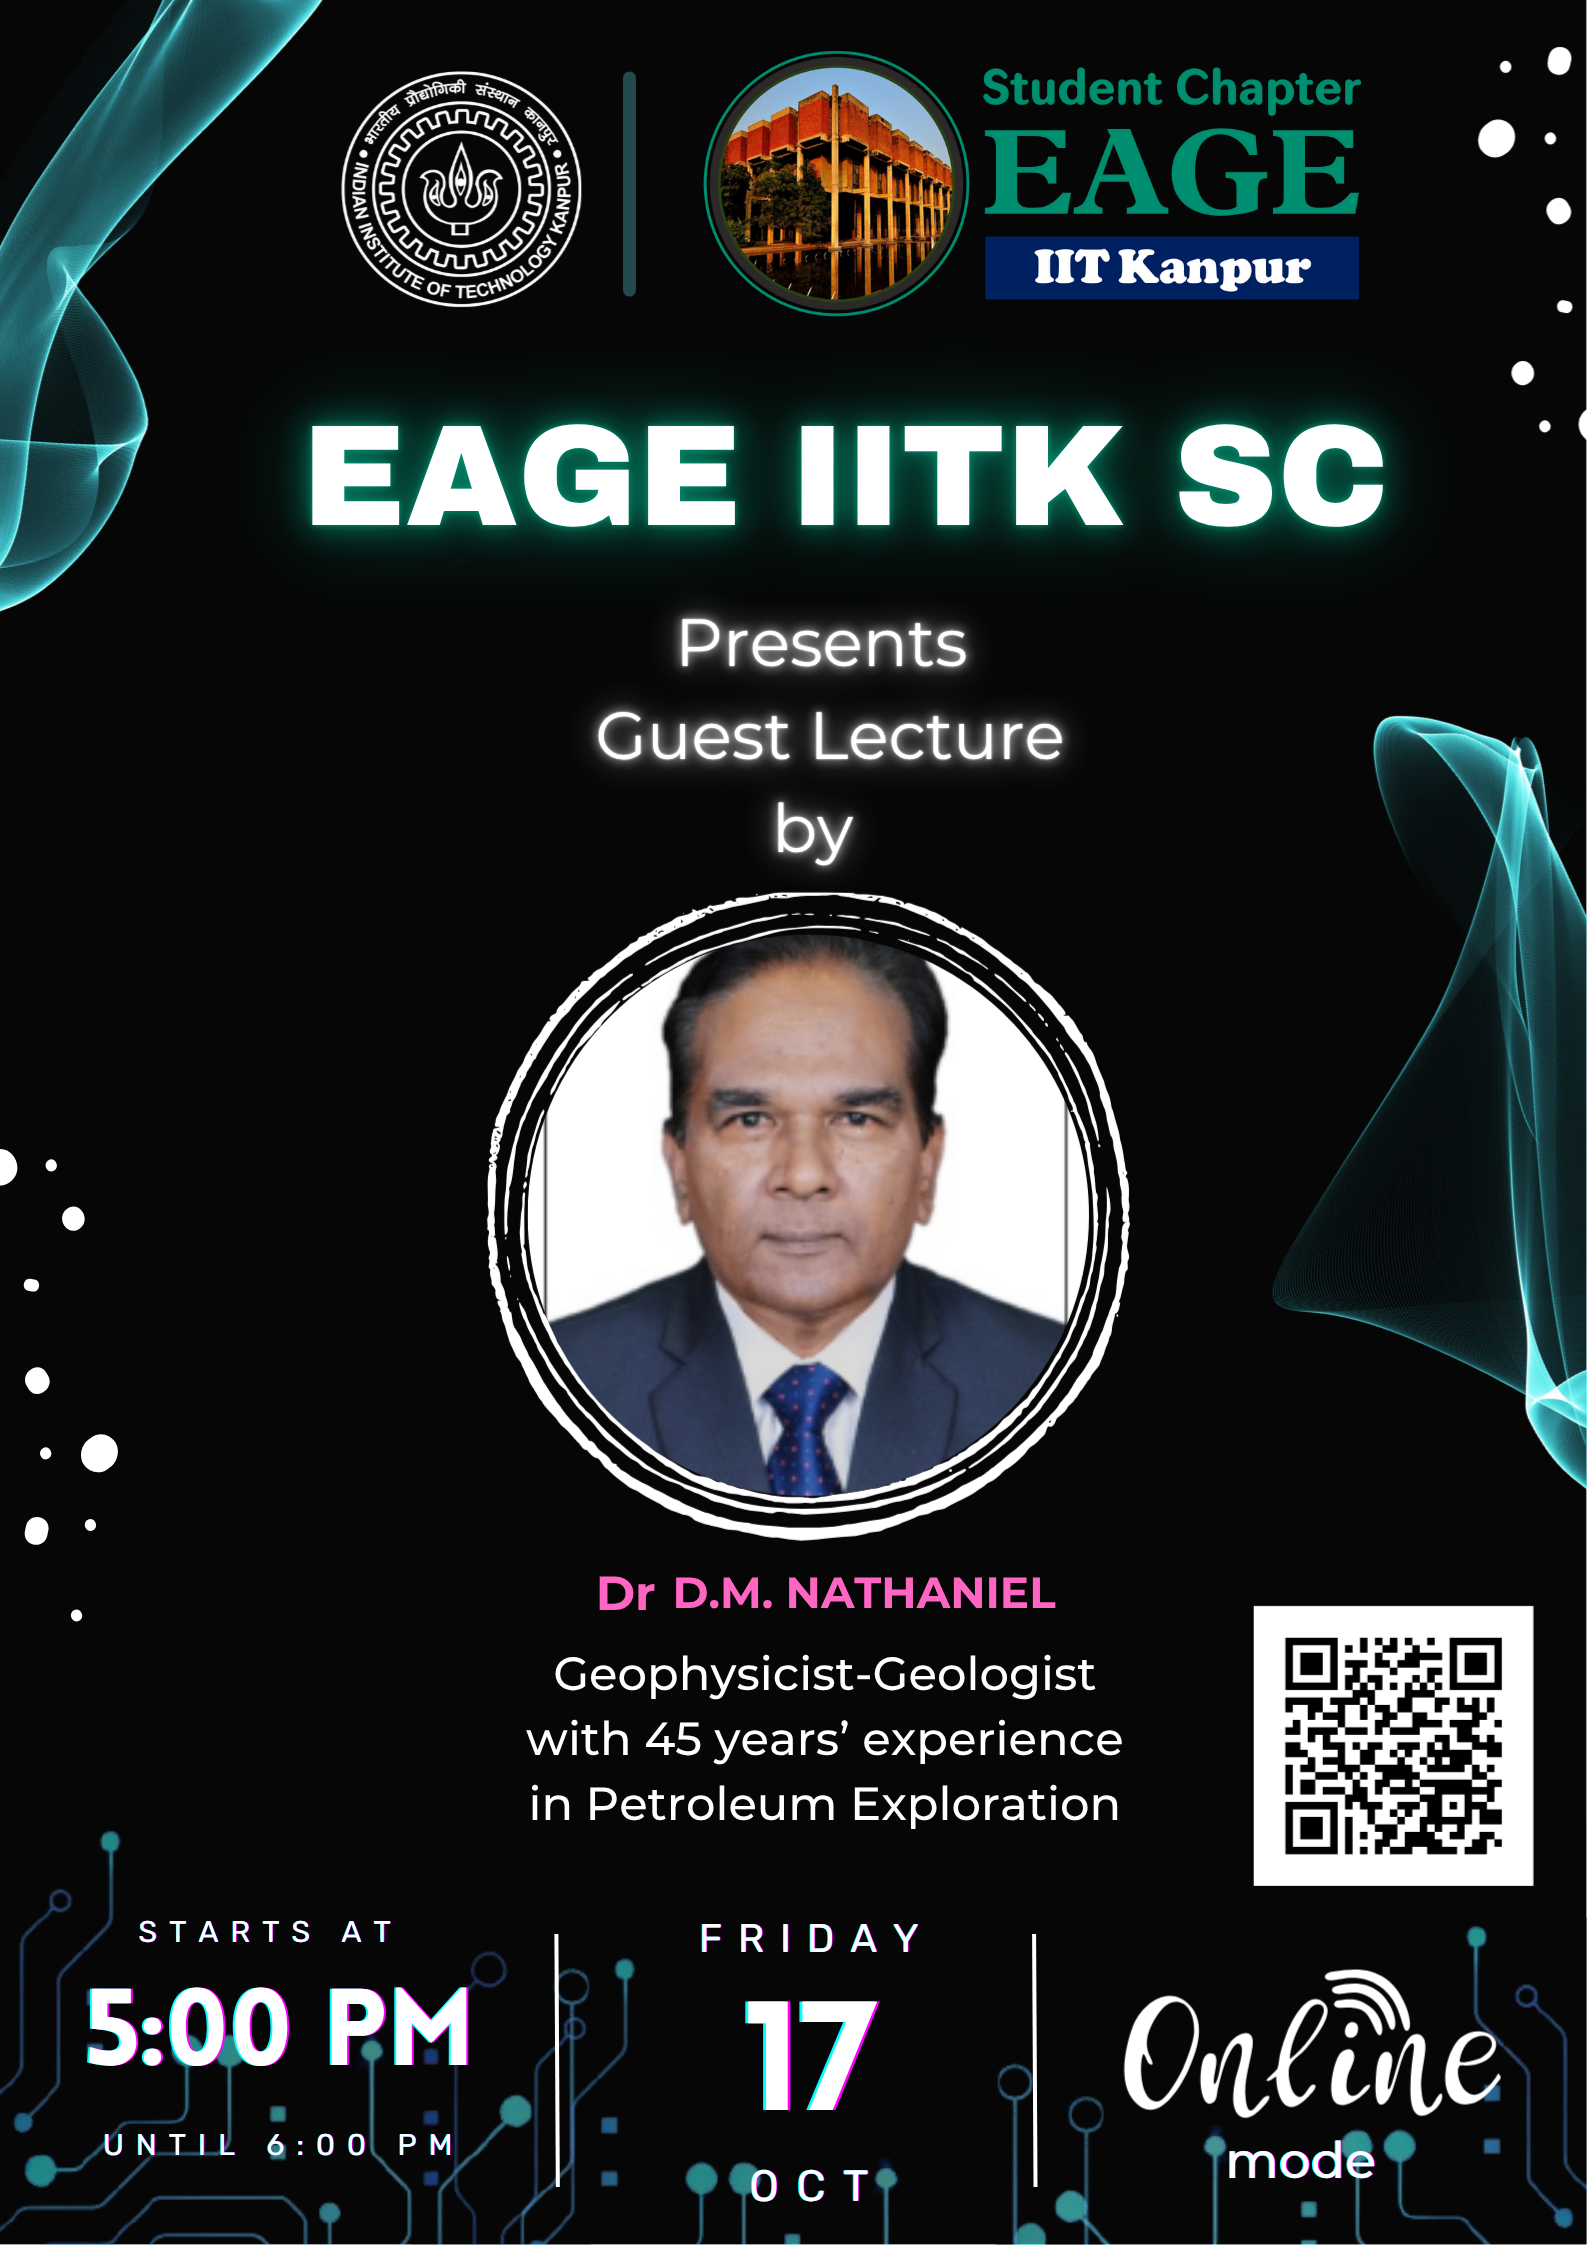 भारतीय प्रौद्योगिकी संस्थान कानपुर
INDIAN INSTITUTE OF TECHNOLOGY KANPUR
Student Chapter
EAGE
IIT Kanpur
EAGE IITK SC
Presents
Guest Lecture
by
Dr D.M. NATHANIEL
Geophysicist-Geologist
with 45 years’ experience
in Petroleum Exploration
STARTS AT
5:00 PM
UNTIL 6:00 PM
FRIDAY
17
OCT
Online
mode